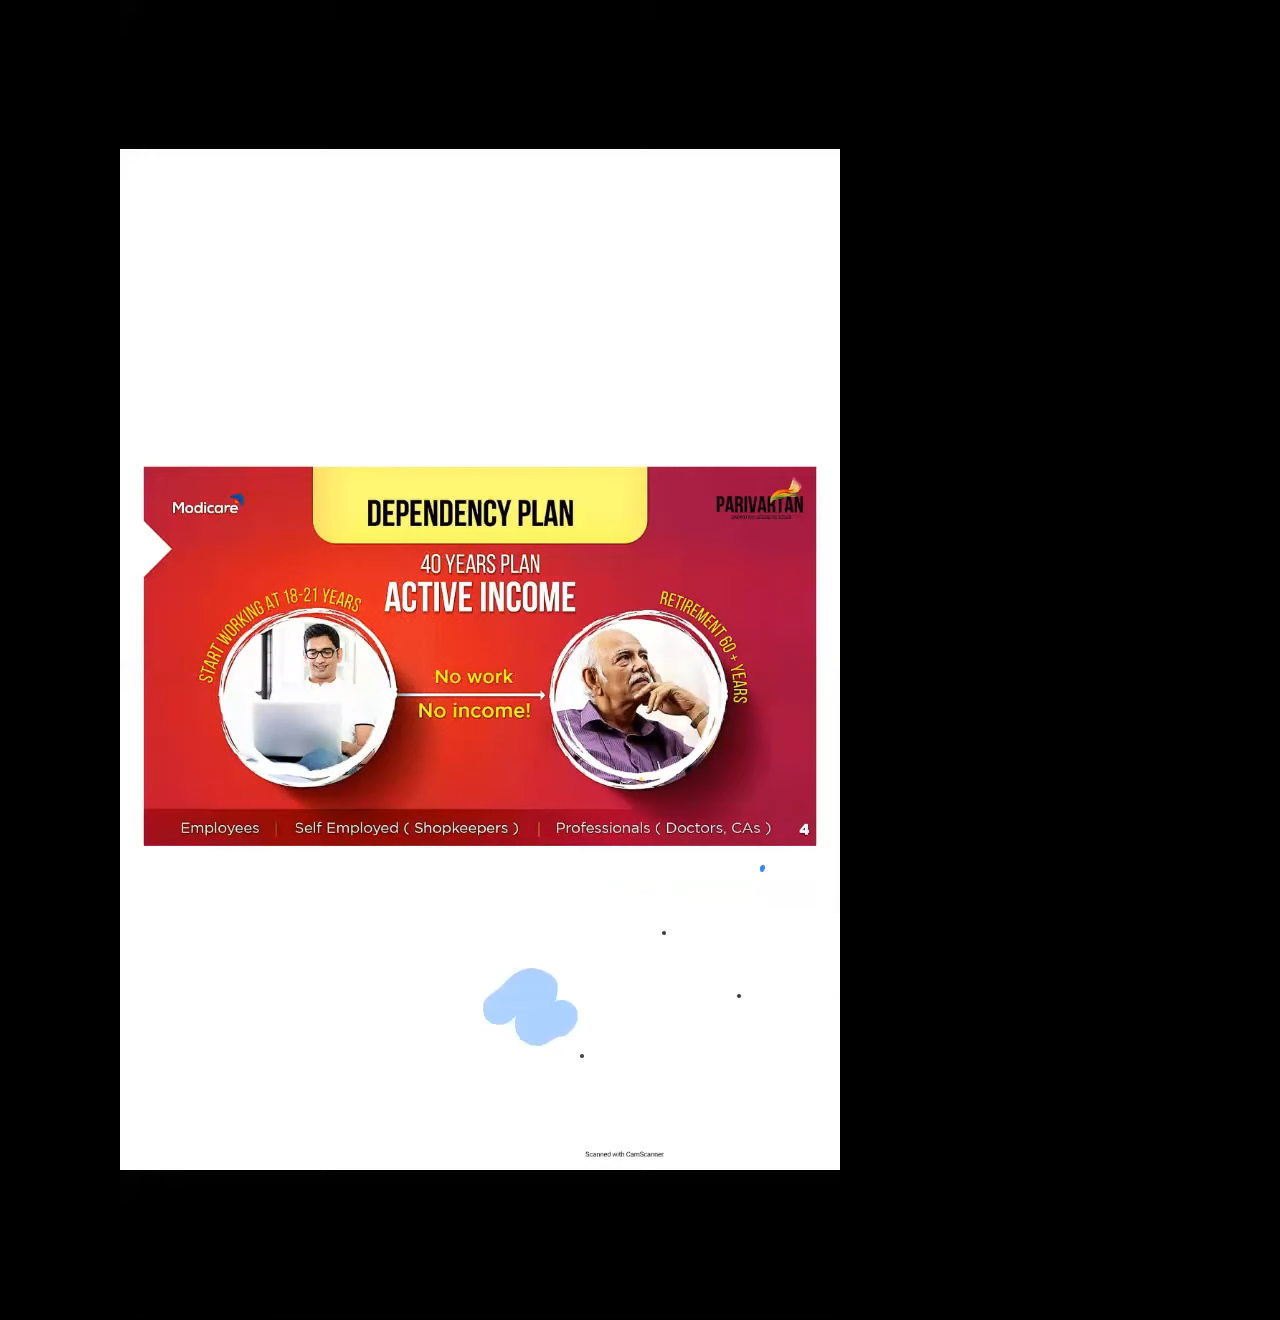 Modicare
DEPENDENCY PLAN
PARIVARTAN
40 YEARS PLAN
ACTIVE INCOME
START WORKING AT 18-21 YEARS
RETIREMENT 60 + YEARS
No work
No income!
Employees | Self Employed ( Shopkeepers ) | Professionals ( Doctors, CAs ) 4
Scanned with CamScanner